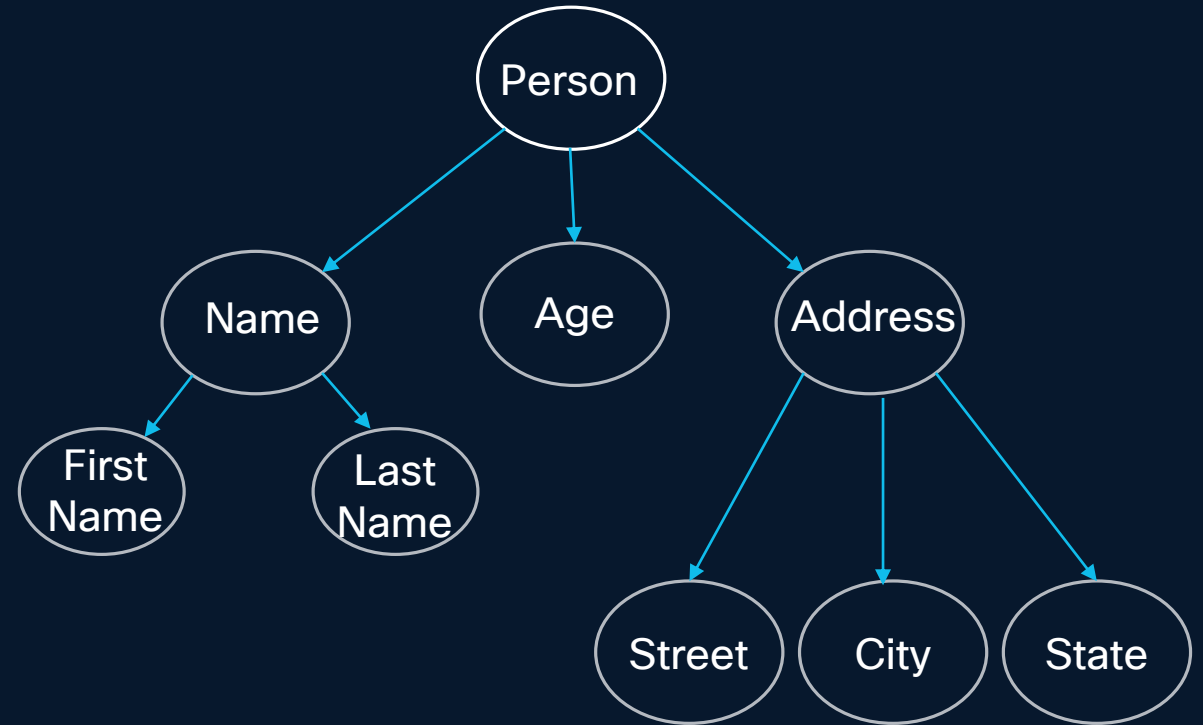 Person
Name
Age
Address
First
Name
Last
Name
Street
City
State